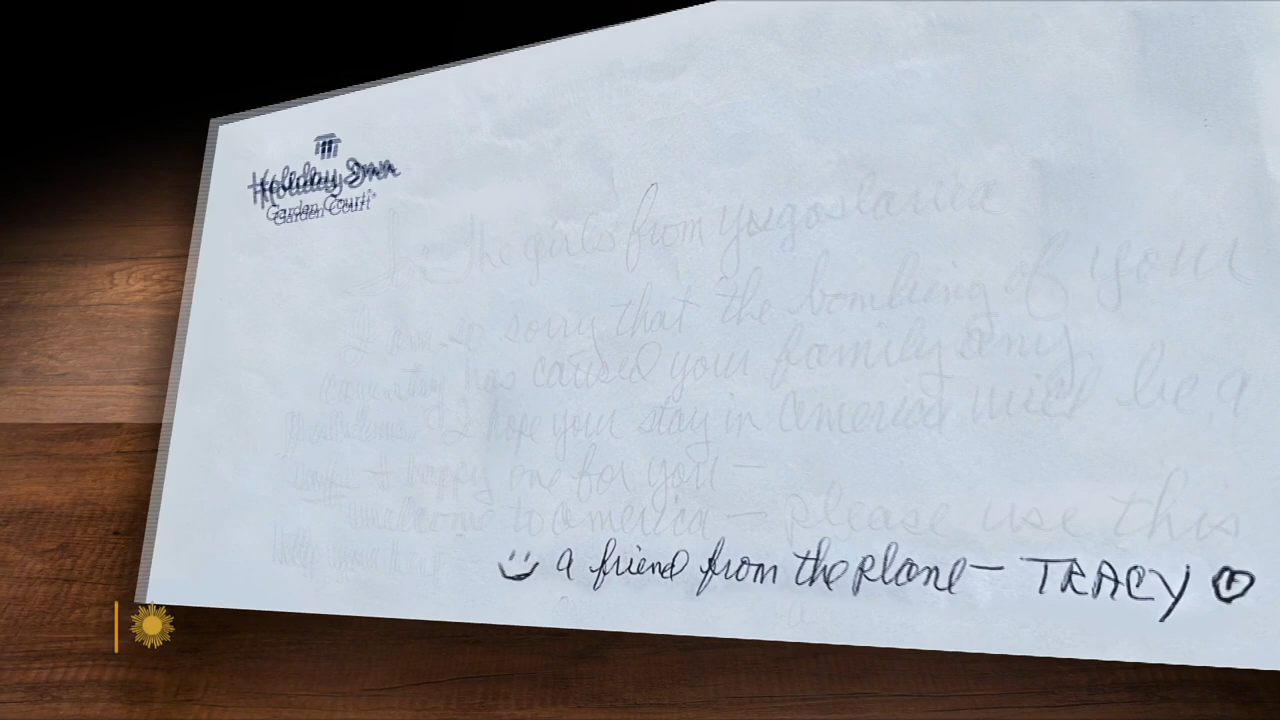 Holiday Inn
Garden Court
To: The girls from yugoslavia
I am so sorry that the bombing of your
country has caused your family any
I hope your stay in America will be a
+ happy one for you —
welcome to America — please use this
a friend from the plane — TRACY